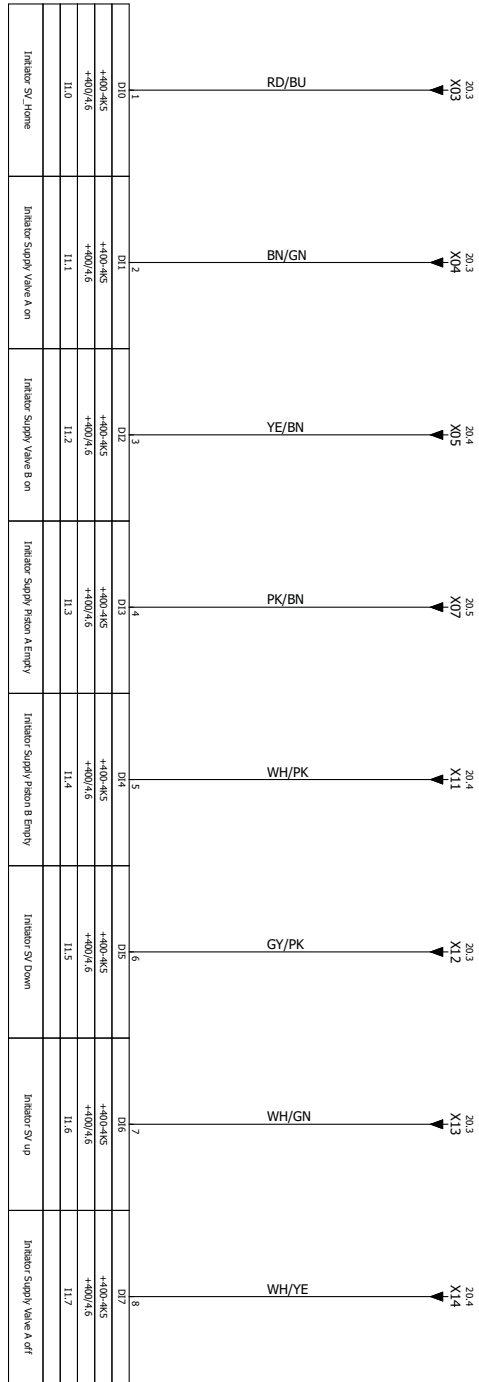 20.3
X03
RD/BU
1
DI0
+400-4K5
+400/4.6
I1.0
Initiator SV_Home
20.3
X04
BN/GN
2
DI1
+400-4K5
+400/4.6
I1.1
Initiator Supply Valve A on
20.4
X05
YE/BN
3
DI2
+400-4K5
+400/4.6
I1.2
Initiator Supply Valve B on
20.5
X07
PK/BN
4
DI3
+400-4K5
+400/4.6
I1.3
Initiator Supply Piston A Empty
20.4
X11
WH/PK
5
DI4
+400-4K5
+400/4.6
I1.4
Initiator Supply Piston B Empty
20.3
X12
GY/PK
6
DI5
+400-4K5
+400/4.6
I1.5
Initiator SV Down
20.3
X13
WH/GN
7
DI6
+400-4K5
+400/4.6
I1.6
Initiator SV up
20.4
X14
WH/YE
8
DI7
+400-4K5
+400/4.6
I1.7
Initiator Supply Valve A off